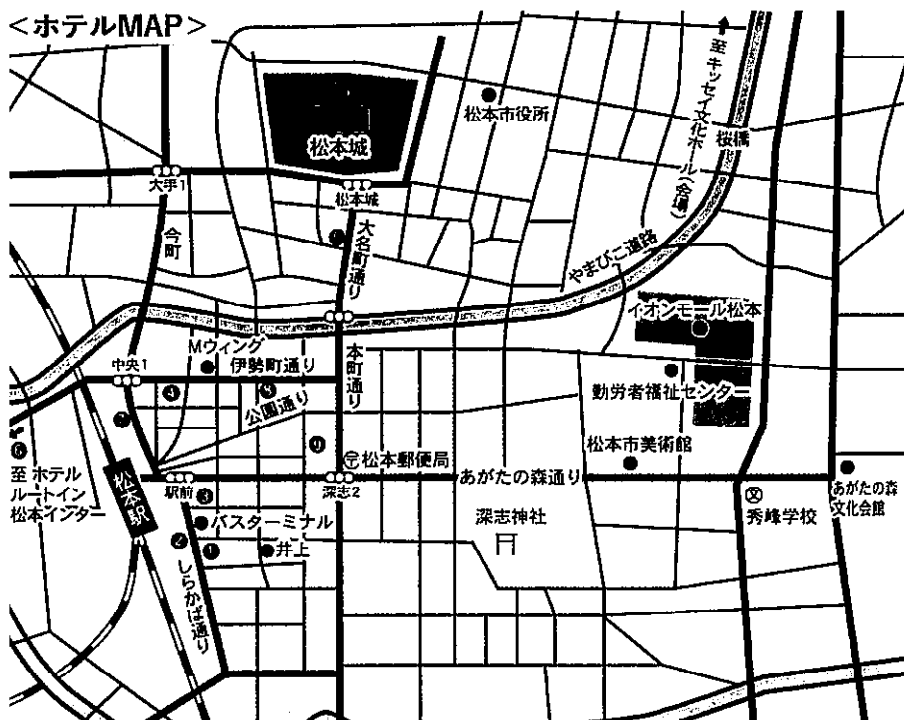 ＜ホテルMAP＞
至 キッセイ文化ホール(会場)
松本市役所
松本城
桜橋
大手1
松本城
今町
大名町通り
やまびこ道路
イオンモール松本
Mウィング
伊勢町通り
本町通り
中央1
④
公園通り
勤労者福祉センター
松本市美術館
⑥
至 ホテル
ルートイン
松本インター
松本駅
〒松本郵便局
駅前
③
深志2
あがたの森通り
あがたの森
文化会館
秀峰学校
バスターミナル
深志神社
②
①
井上
しらかば通り